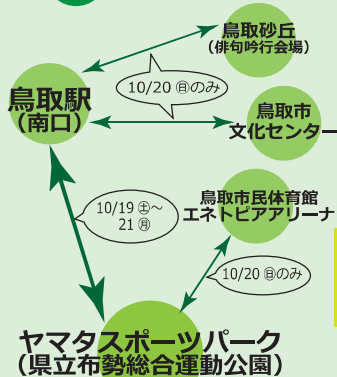 鳥取砂丘
（俳句吟行会場）
鳥取駅
（南口）
10/20 ㊐のみ
鳥取市
文化センター
鳥取市民体育館
エネトピアアリーナ
10/19 ㊏〜
21 ㊊
10/20 ㊐のみ
ヤマタスポーツパーク
（県立布勢総合運動公園）